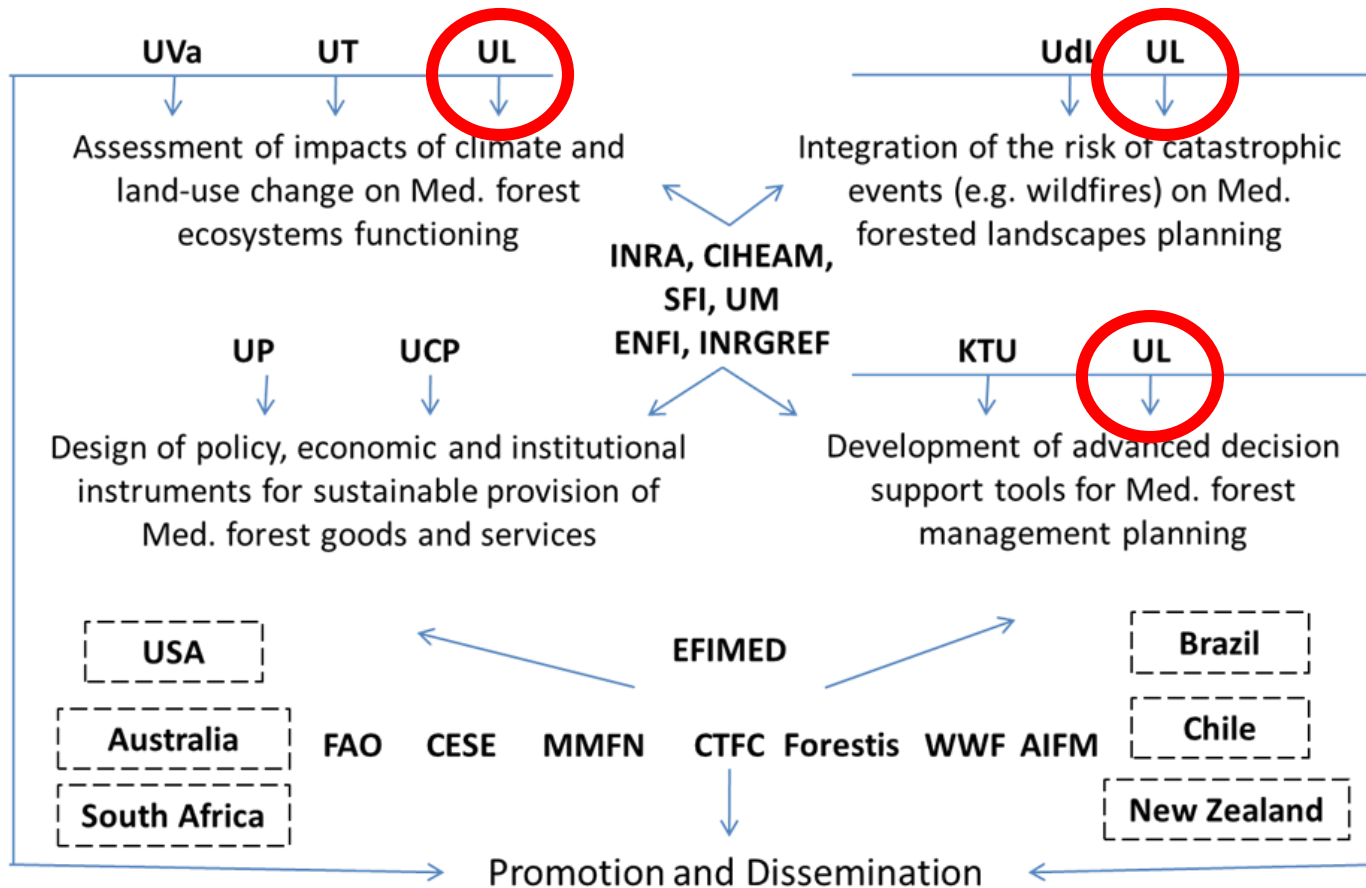 UVa UT UL
UdL UL
Assessment of impacts of climate and
land-use change on Med. forest
ecosystems functioning
Integration of the risk of catastrophic
events (e.g. wildfires) on Med.
forested landscapes planning
INRA, CIHEAM,
SFI, UM
ENFI, INRGREF
UP UCP
KTU UL
Design of policy, economic and institutional
instruments for sustainable provision of
Med. forest goods and services
Development of advanced decision
support tools for Med. forest
management planning
USA
EFIMED
Brazil
Australia
FAO CESE MMFN CTFC Forestis WWF AIFM
Chile
South Africa
New Zealand
Promotion and Dissemination